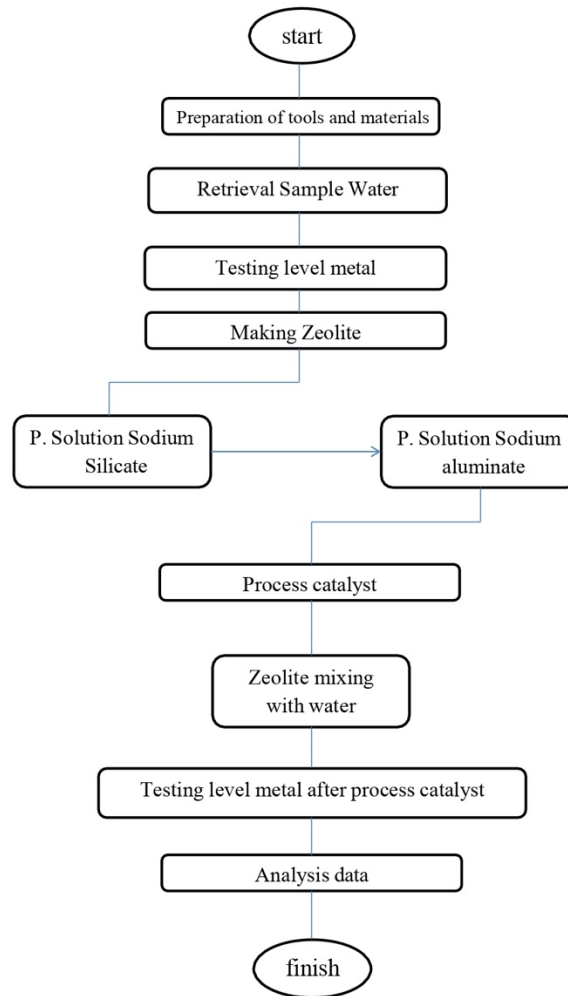 start
Preparation of tools and materials
Retrieval Sample Water
Testing level metal
Making Zeolite
P. Solution Sodium
Silicate
P. Solution Sodium
aluminate
Process catalyst
Zeolite mixing
with water
Testing level metal after process catalyst
Analysis data
finish